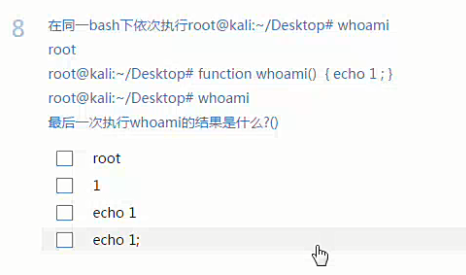 8
在同一bash下依次执行root@kali:~/Desktop# whoami
root
root@kali:~/Desktop# function whoami() { echo 1 ; }
root@kali:~/Desktop# whoami
最后一次执行whoami的结果是什么?()
root
1
echo 1
echo 1;